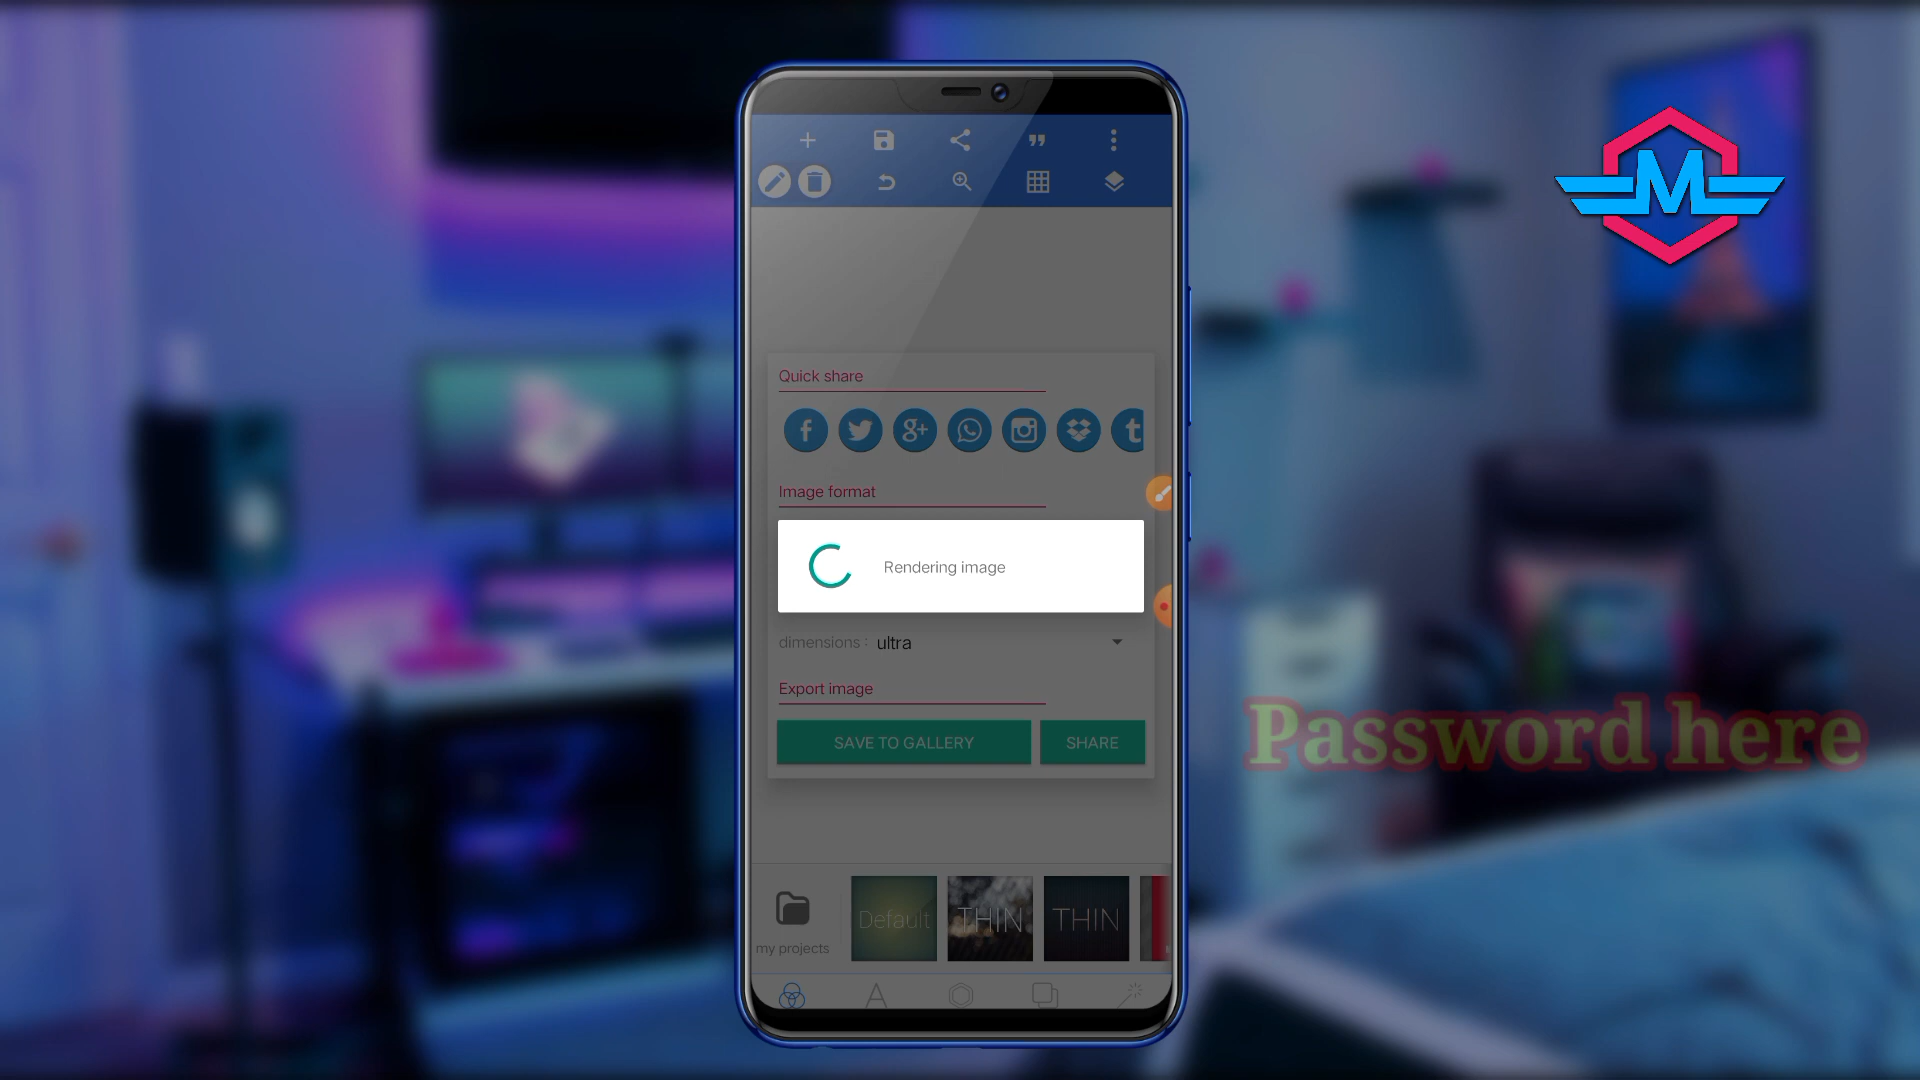 Quick share
Image format
Rendering image
dimensions : ultra
Export image
SAVE TO GALLERY
SHARE
my projects
Default
THIN
THIN
M
Password here